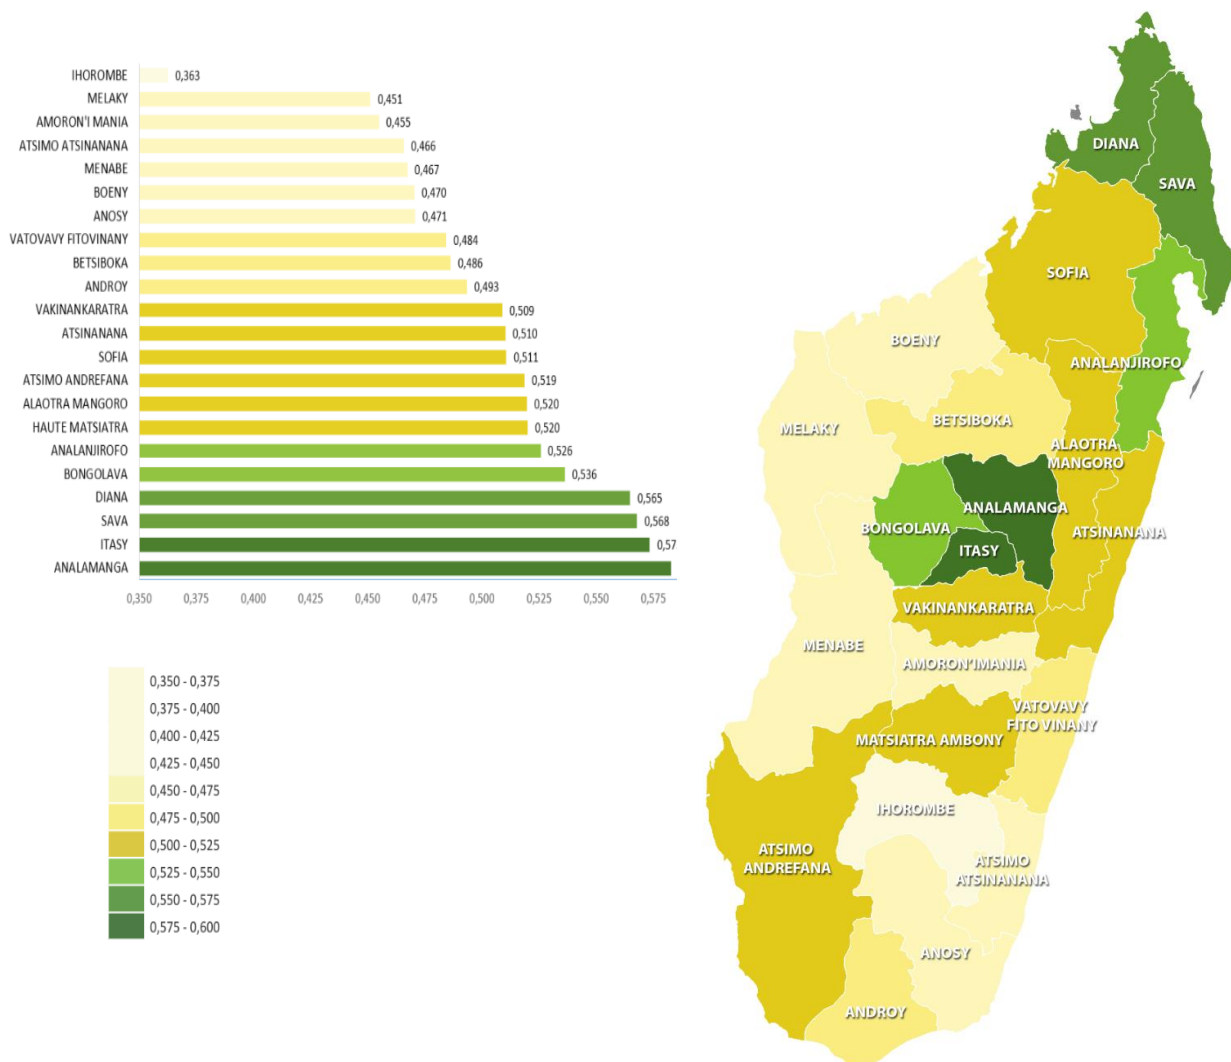 IHOROMBE 0,363
MELAKY 0,451
AMORON'I MANIA 0,455
ATSIMO ATSINANANA 0,466
MENABE 0,467
BOENY 0,470
ANOSY 0,471
VATOVAVY FITOVINANY 0,484
BETSIBOKA 0,486
ANDROY 0,493
VAKINANKARATRA 0,509
ATSINANANA 0,510
SOFIA 0,511
ATSIMO ANDREFANA 0,519
ALAOTRA MANGORO 0,520
HAUTE MATSIATRA 0,520
ANALANJIROFO 0,526
BONGOLAVA 0,536
DIANA 0,565
SAVA 0,568
ITASY 0,57
ANALAMANGA
0,350 0,375 0,400 0,425 0,450 0,475 0,500 0,525 0,550 0,575
0,350 - 0,375
0,375 - 0,400
0,400 - 0,425
0,425 - 0,450
0,450 - 0,475
0,475 - 0,500
0,500 - 0,525
0,525 - 0,550
0,550 - 0,575
0,575 - 0,600
DIANA
SAVA
SOFIA
BOENY
ANALANJIROFO
BETSIBOKA
MELAKY
ALAOTRA
MANGORO
ANALAMANGA
BONGOLAVA
ATSINANANA
ITASY
VAKINANKARATRA
MENABE
AMORON'IMANIA
VATOVAVY
FITO VINANY
MATSIATRA AMBONY
IHOROMBE
ATSIMO
ANDREFANA
ATSIMO
ATSINANANA
ANOSY
ANDROY